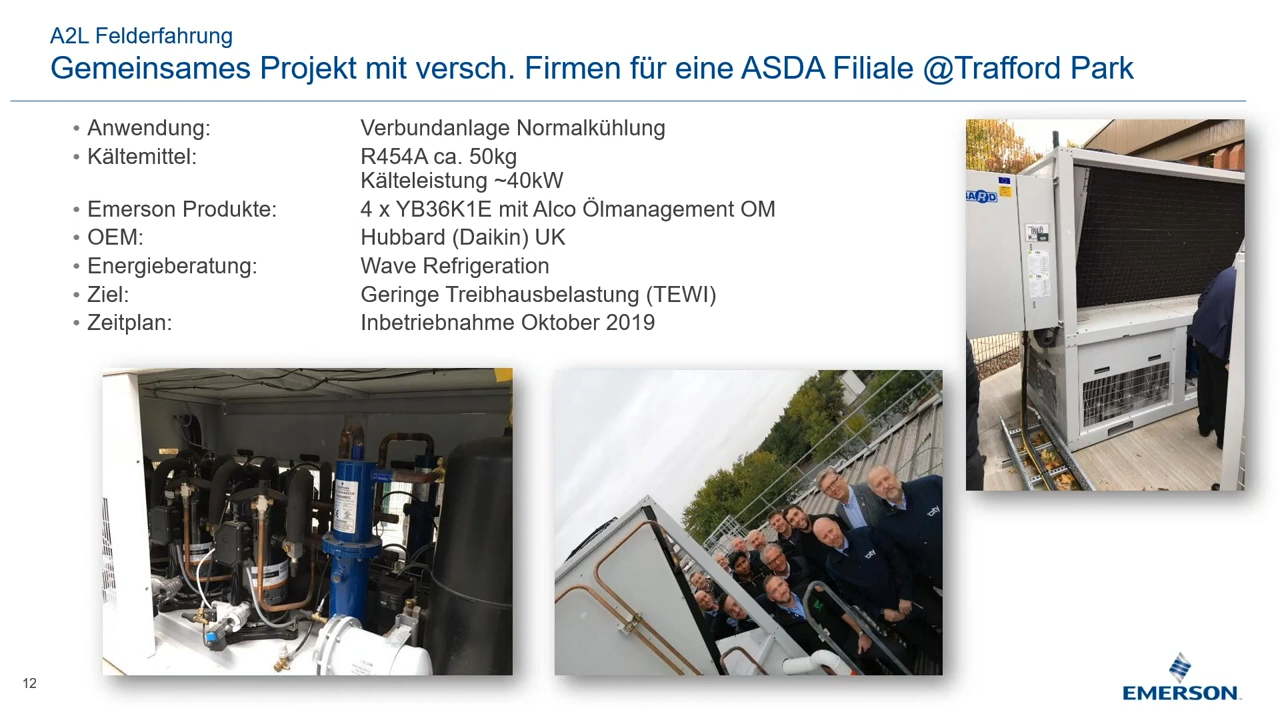 A2L Felderfahrung
Gemeinsames Projekt mit versch. Firmen für eine ASDA Filiale @Trafford Park
• Anwendung: Verbundanlage Normalkühlung
• Kältemittel: R454A ca. 50kg
Kälteleistung ~40kW
• Emerson Produkte: 4 x YB36K1E mit Alco Ölmanagement OM
• OEM: Hubbard (Daikin) UK
• Energieberatung: Wave Refrigeration
• Ziel: Geringe Treibhausbelastung (TEWI)
• Zeitplan: Inbetriebnahme Oktober 2019
city
city
12
EMERSON